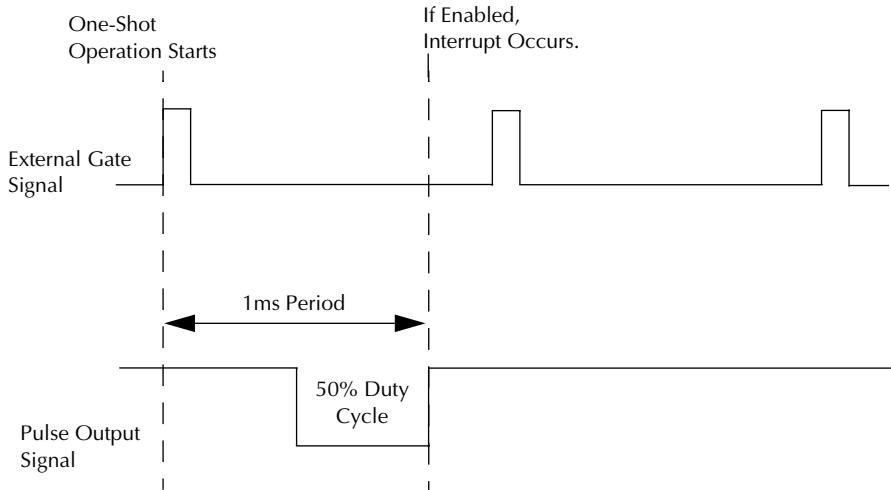 One-Shot
Operation Starts
If Enabled,
Interrupt Occurs.
External Gate
Signal
1ms Period
50% Duty
Cycle
Pulse Output
Signal